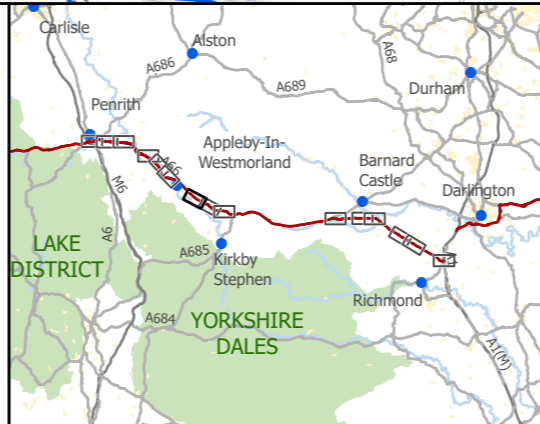 Carlisle
Alston
A68
A686
A689
Durham
Penrith
Appleby-In-
Westmorland
A66
Barnard
Castle
Darlington
M6
A6
LAKE
DISTRICT
A685
Kirkby
Stephen
Richmond
A684
YORKSHIRE
DALES
A1(M)